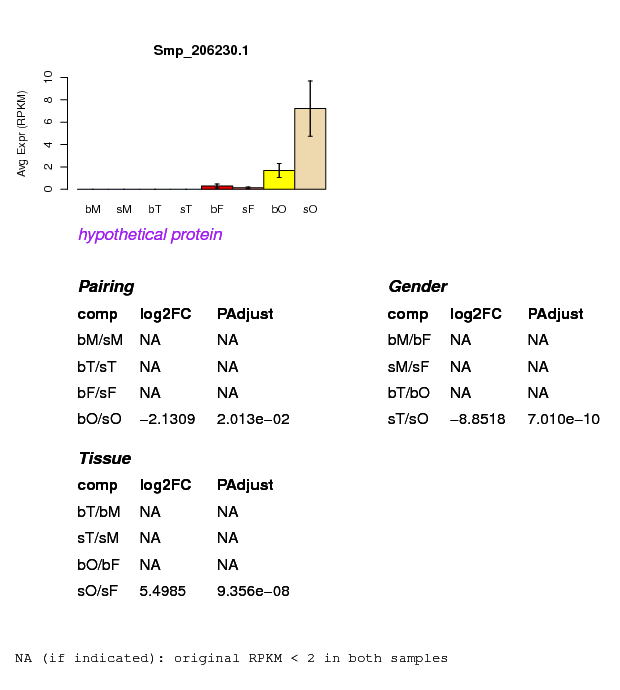 Smp_206230.1
Avg Expr (RPKM)
10
8
6
4
2
0
bM sM bT sT bF sF bO sO
hypothetical protein
Pairing
comp log2FC PAdjust
bM/sM NA NA
bT/sT NA NA
bF/sF NA NA
bO/sO −2.1309 2.013e−02
Gender
comp log2FC PAdjust
bM/bF NA NA
sM/sF NA NA
bT/bO NA NA
sT/sO −8.8518 7.010e−10
Tissue
comp log2FC PAdjust
bT/bM NA NA
sT/sM NA NA
bO/bF NA NA
sO/sF 5.4985 9.356e−08
NA (if indicated): original RPKM < 2 in both samples